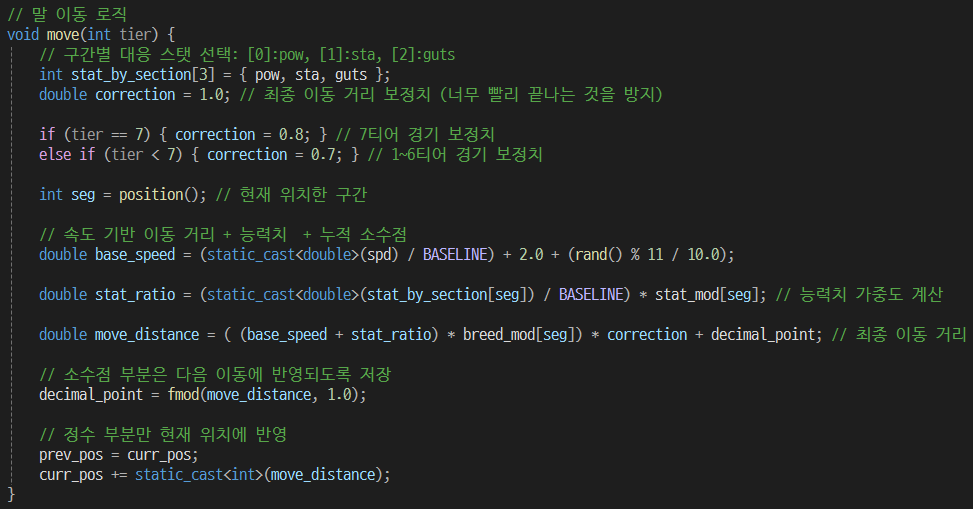 // 말 이동 로직
void move(int tier) {
    // 구간별 대응 스탯 선택: [0]:pow, [1]:sta, [2]:guts
    int stat_by_section[3] = { pow, sta, guts };
    double correction = 1.0; // 최종 이동 거리 보정치 (너무 빨리 끝나는 것을 방지)
    if (tier == 7) { correction = 0.8; } // 7티어 경기 보정치
    else if (tier < 7) { correction = 0.7; } // 1~6티어 경기 보정치
    int seg = position(); // 현재 위치한 구간
    // 속도 기반 이동 거리 + 능력치  + 누적 소수점
    double base_speed = (static_cast<double>(spd) / BASELINE) + 2.0 + (rand() % 11 / 10.0);
    double stat_ratio = (static_cast<double>(stat_by_section[seg]) / BASELINE) * stat_mod[seg]; // 능력치 가중도 계산
    double move_distance = ( (base_speed + stat_ratio) * breed_mod[seg]) * correction + decimal_point; // 최종 이동 거리
    // 소수점 부분은 다음 이동에 반영되도록 저장
    decimal_point = fmod(move_distance, 1.0);
    // 정수 부분만 현재 위치에 반영
    prev_pos = curr_pos;
    curr_pos += static_cast<int>(move_distance);
}